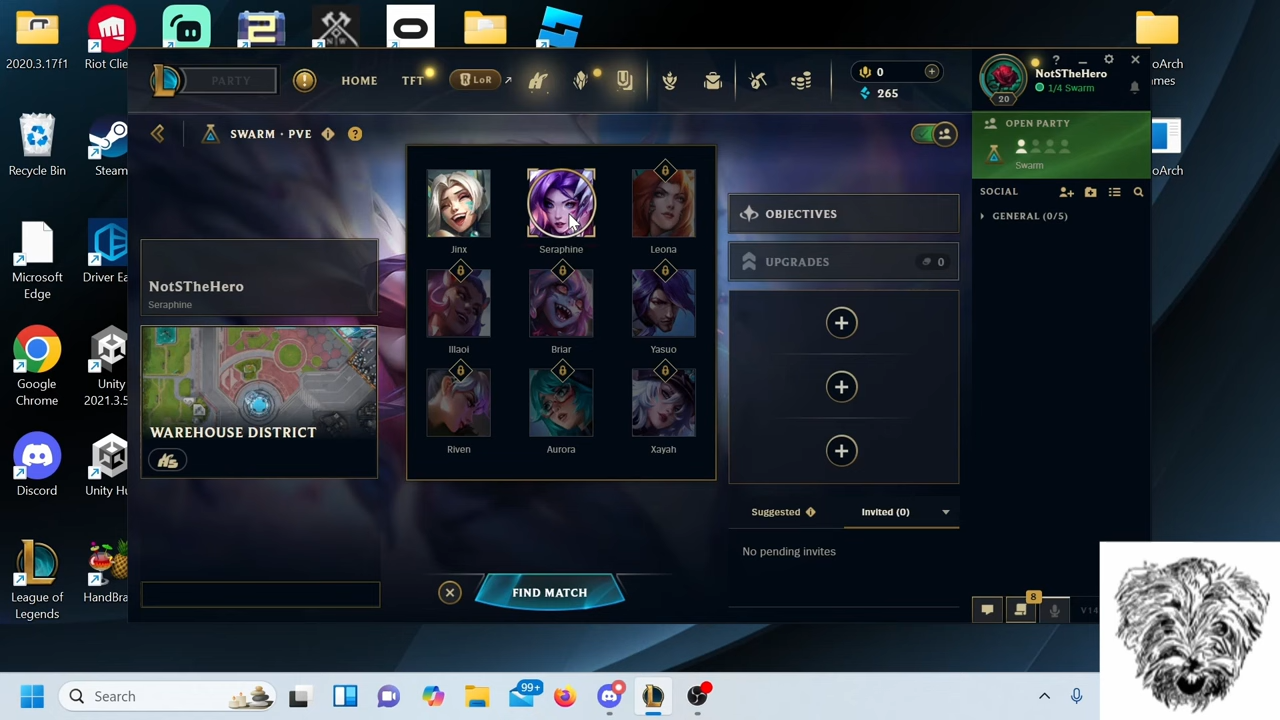 2020.3.17f1
Riot Clie
PARTY
HOME
TFT
LoR
0
265
NotSTheHero
1/4 Swarm
20
SWARM · PVE
OPEN PARTY
Swarm
SOCIAL
GENERAL (0/5)
Recycle Bin
Steam
Microsoft
Edge
Driver Ea
Google
Chrome
Unity
2021.3.5
Discord
Unity Hu
League of
Legends
HandBra
NotSTheHero
Seraphine
WAREHOUSE DISTRICT
Jinx
Seraphine
Leona
Illaoi
Briar
Yasuo
Riven
Aurora
Xayah
OBJECTIVES
UPGRADES
0
Suggested
Invited (0)
No pending invites
FIND MATCH
8
V14
oArch
mes
oArch
Search
99+